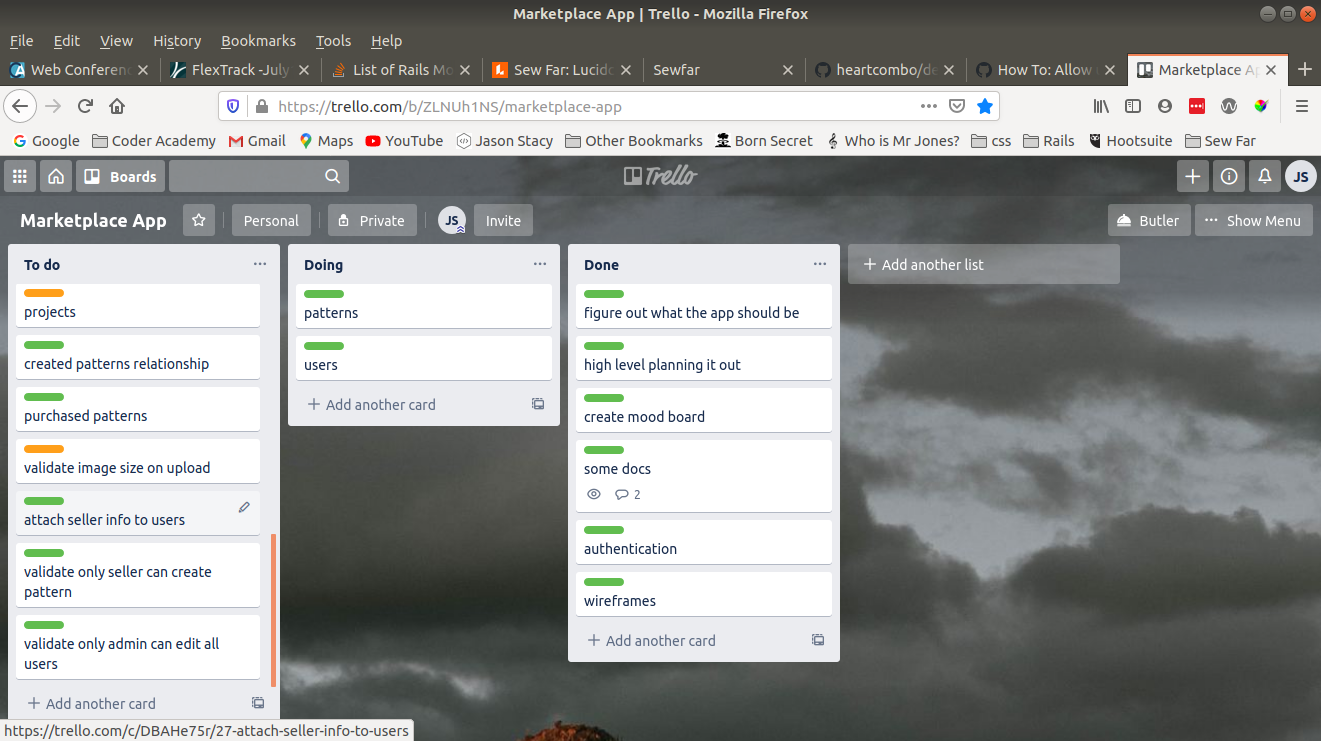 Marketplace App | Trello - Mozilla Firefox
File Edit View History Bookmarks Tools Help
Web Conferenc
FlexTrack -July
List of Rails Mo
Sew Far: Lucidc
Sewfar
heartcombo/de
How To: Allow
Marketplace Ap
https://trello.com/b/ZLNUh1NS/marketplace-app
Google Coder Academy Gmail Maps YouTube Jason Stacy Other Bookmarks Born Secret Who is Mr Jones? css Rails Hootsuite Sew Far
Boards
Trello
JS
Marketplace App
Personal
Private
JS
Invite
Butler
Show Menu
To do
projects
created patterns relationship
purchased patterns
validate image size on upload
attach seller info to users
validate only seller can create
pattern
validate only admin can edit all
users
+ Add another card
Doing
patterns
users
+ Add another card
Done
figure out what the app should be
high level planning it out
create mood board
some docs
2
authentication
wireframes
+ Add another card
+ Add another list
https://trello.com/c/DBAHe75r/27-attach-seller-info-to-users